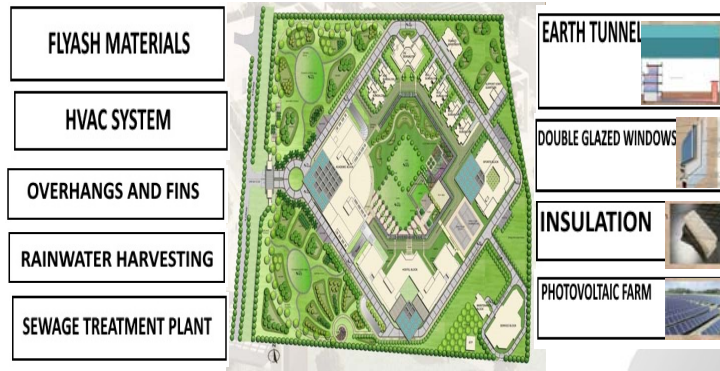 FLYASH MATERIALS
HVAC SYSTEM
OVERHANGS AND FINS
RAINWATER HARVESTING
SEWAGE TREATMENT PLANT
EARTH TUNNEL
DOUBLE GLAZED WINDOWS
INSULATION
PHOTOVOLTAIC FARM